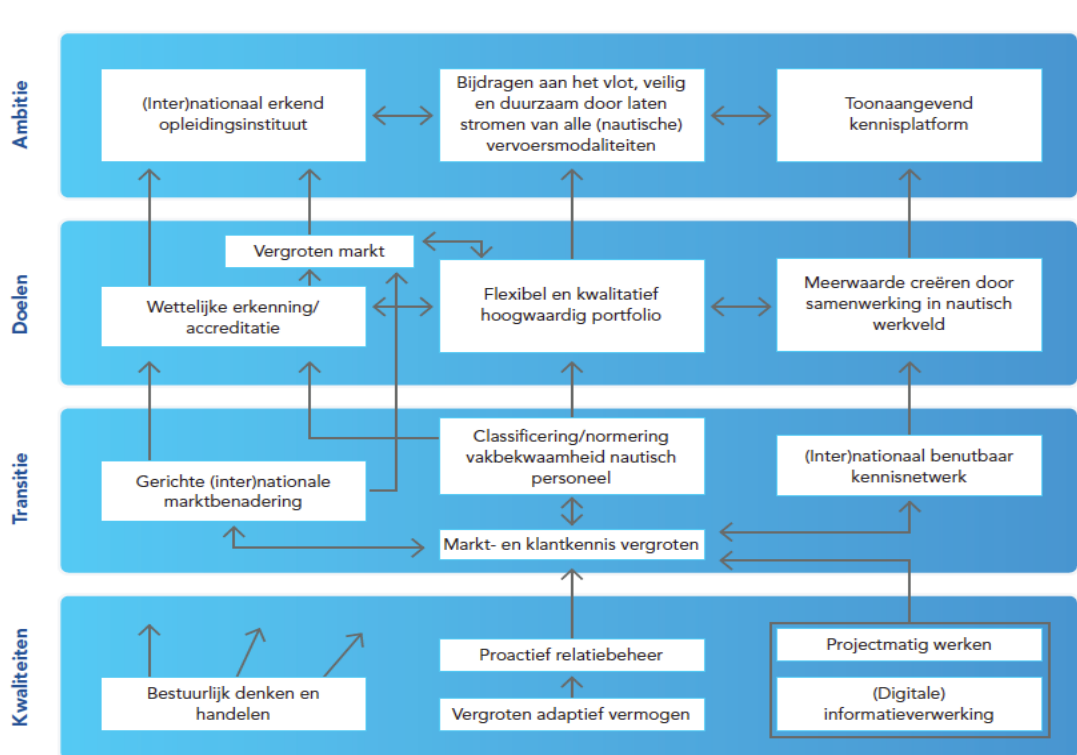 Ambitie
(Inter)nationaal erkend
opleidingsinstituut
Bijdragen aan het vlot, veilig
en duurzaam door laten
stromen van alle (nautische)
vervoersmodaliteiten
Toonaangevend
kennisplatform
Doelen
Vergroten markt
Wettelijke erkenning/
accreditatie
Flexibel en kwalitatief
hoogwaardig portfolio
Meerwaarde creëren door
samenwerking in nautisch
werkveld
Transitie
Gerichte (inter)nationale
marktbenadering
Classificering/normering
vakbekwaamheid nautisch
personeel
(Inter)nationaal benutbaar
kennisnetwerk
Markt- en klantkennis vergroten
Kwaliteiten
Bestuurlijk denken en
handelen
Proactief relatiebeheer
Vergroten adaptief vermogen
Projectmatig werken
(Digitale)
informatieverwerking